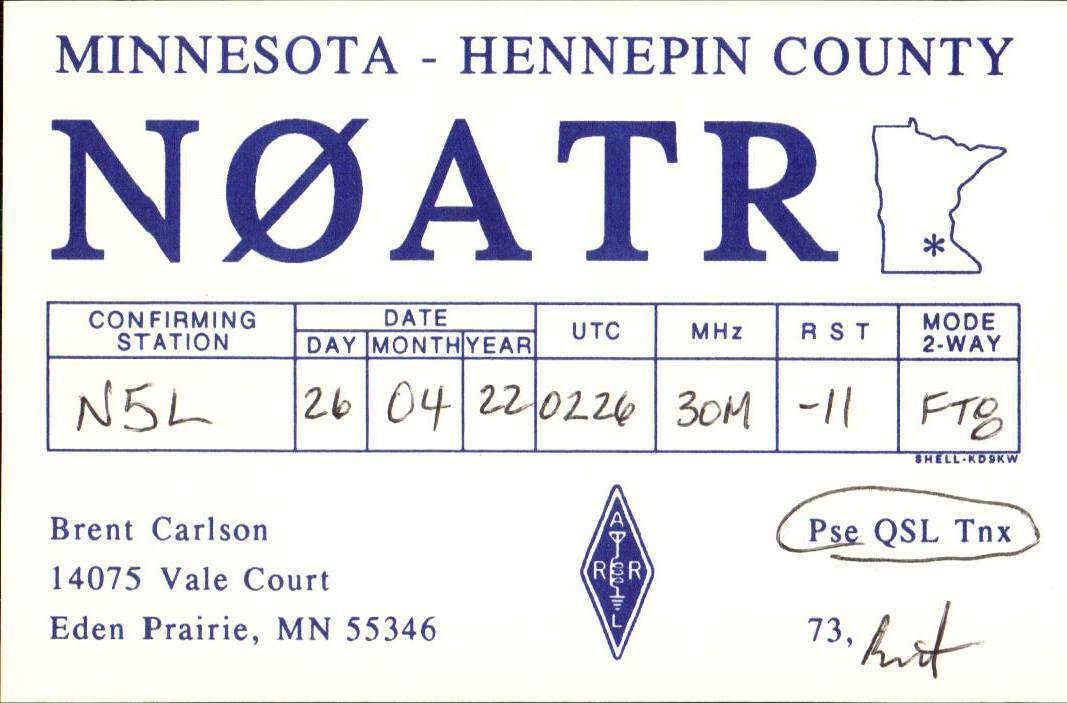 MINNESOTA - HENNEPIN COUNTY
NØATR
*
CONFIRMING STATION DATE UTC MHz RST MODE 2-WAY
DAY MONTH YEAR
N5L 26 04 22 0226 30M -11 FT8
SHELL-KD9KW
Brent Carlson
14075 Vale Court
Eden Prairie, MN 55346
A
R R
L
Pse QSL Tnx
73, Brent